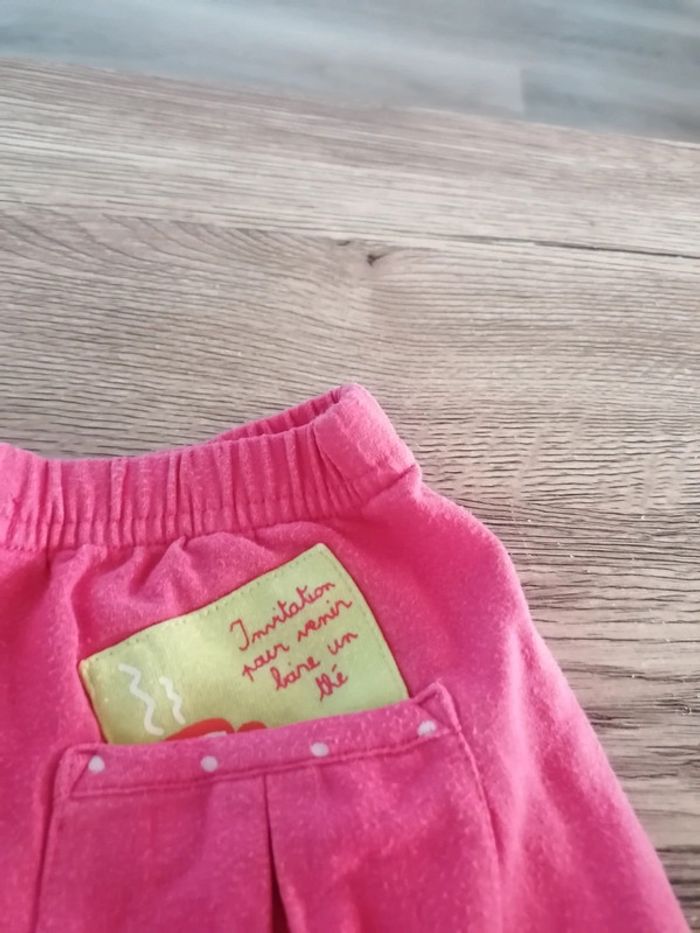 Invitation
pour venir
boire un
thé